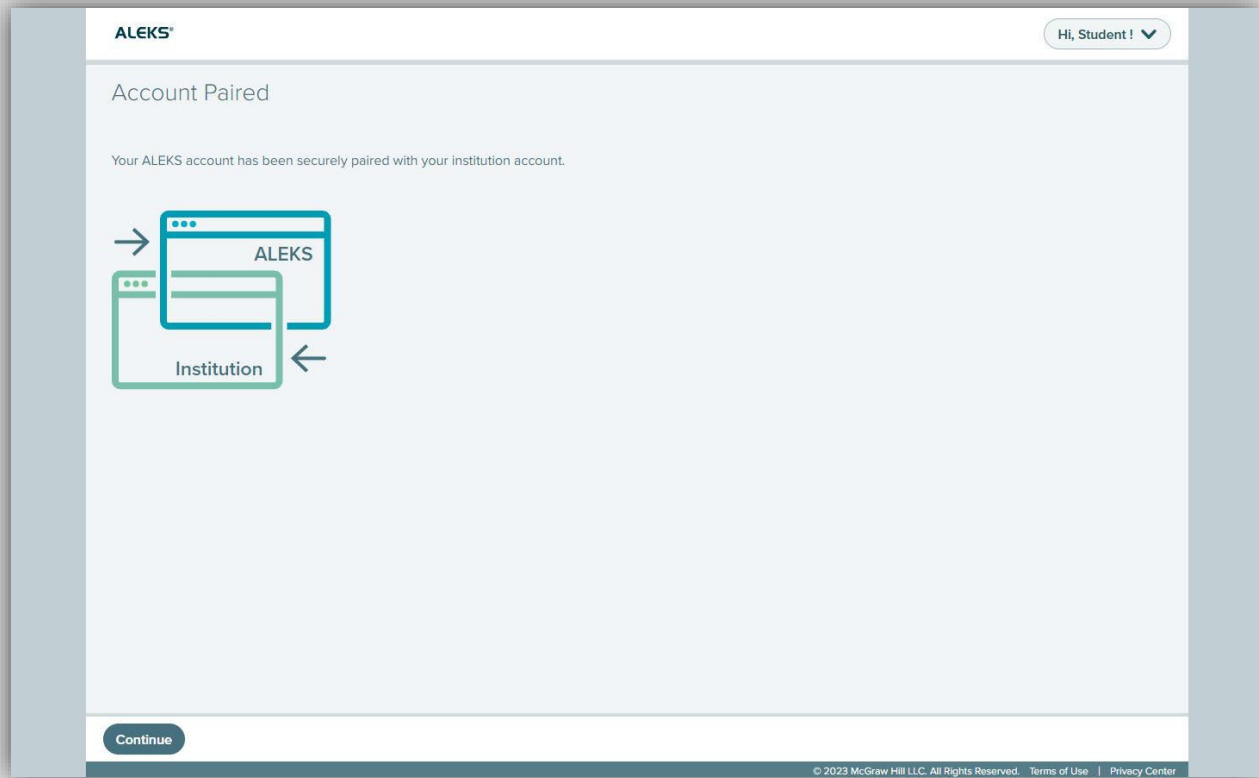 ALEKS®
Hi, Student !
Account Paired
Your ALEKS account has been securely paired with your institution account.
ALEKS
Institution
Continue
© 2023 McGraw Hill LLC. All Rights Reserved. Terms of Use | Privacy Center